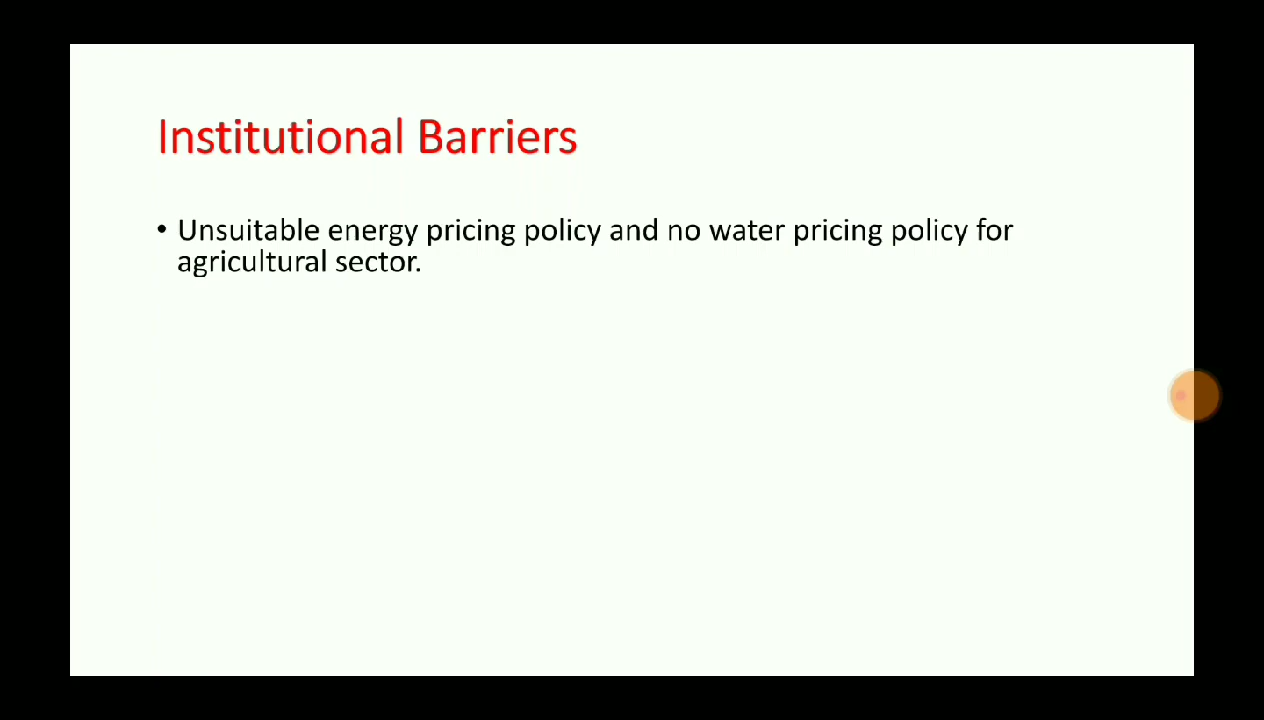 Institutional Barriers
• Unsuitable energy pricing policy and no water pricing policy for
agricultural sector.